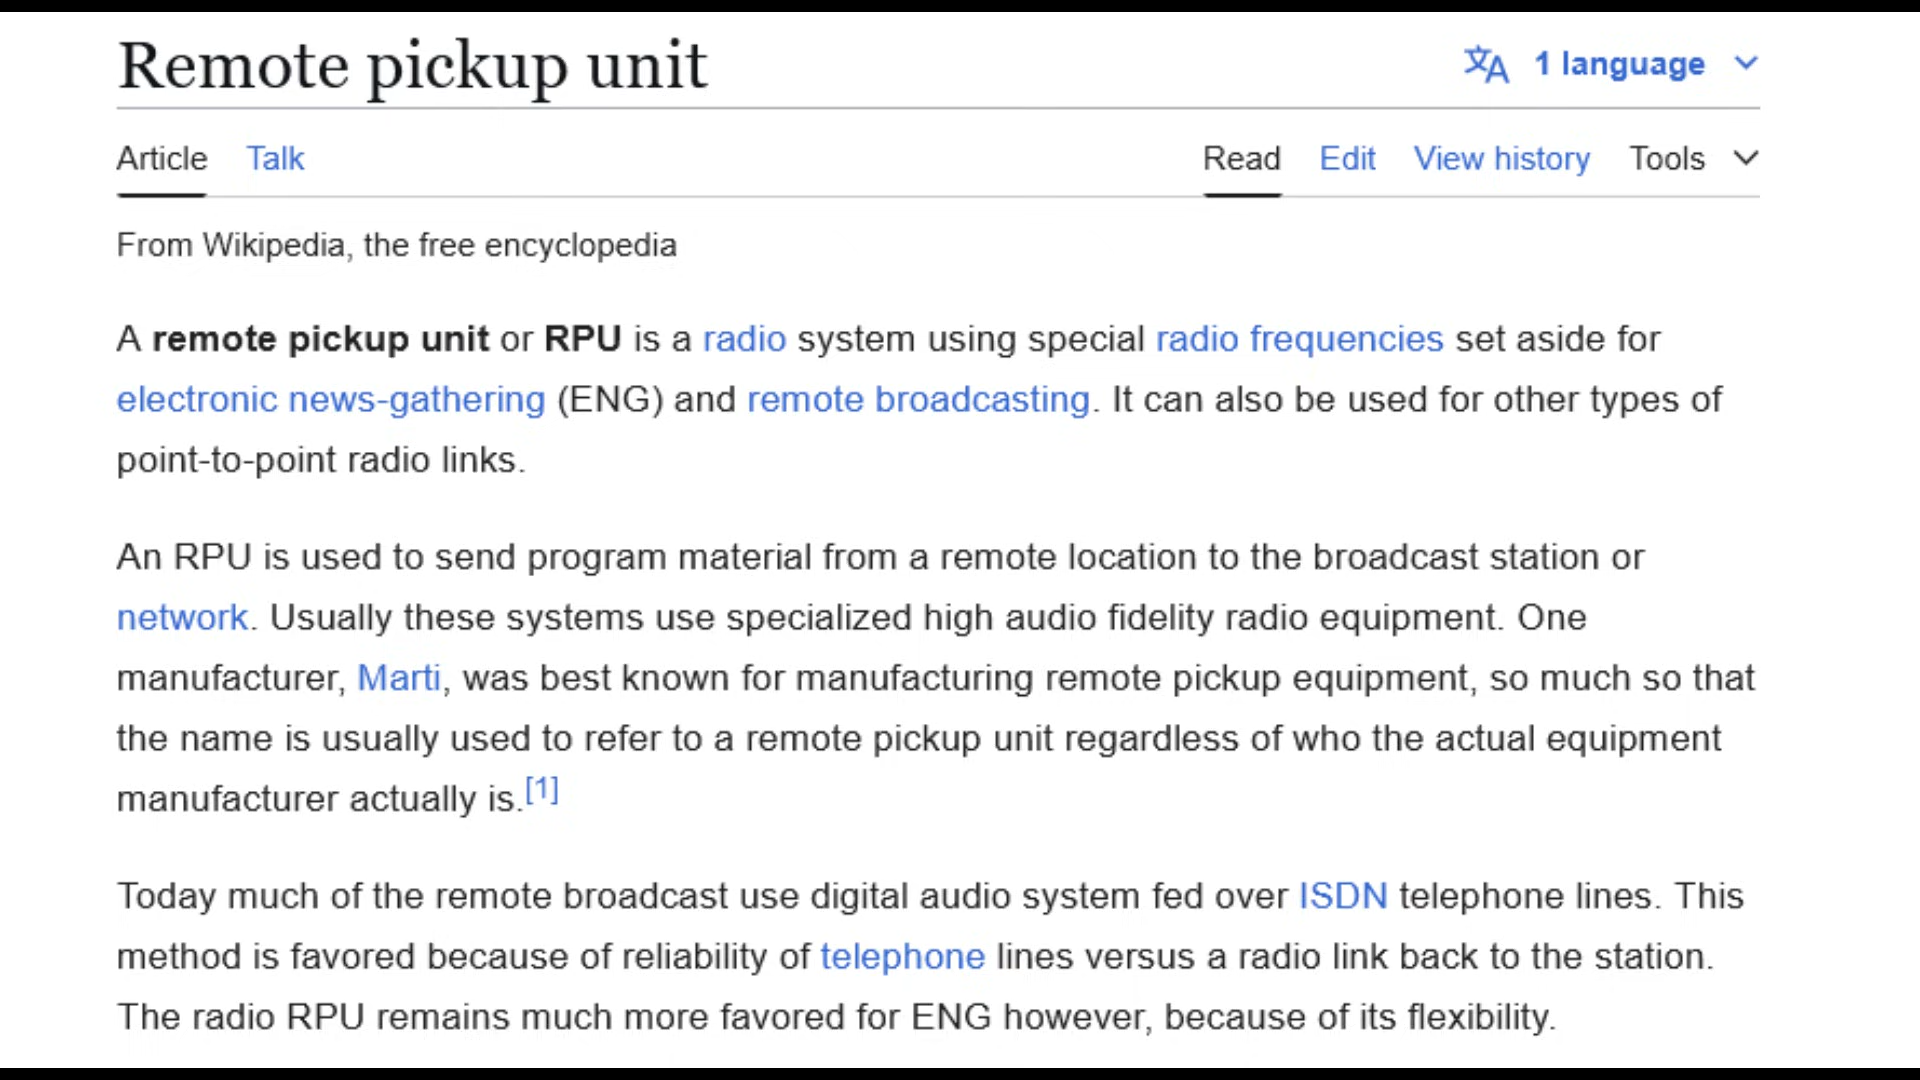 Remote pickup unit
1 language
Article Talk Read Edit View history Tools
From Wikipedia, the free encyclopedia
A remote pickup unit or RPU is a radio system using special radio frequencies set aside for
electronic news-gathering (ENG) and remote broadcasting. It can also be used for other types of
point-to-point radio links.
An RPU is used to send program material from a remote location to the broadcast station or
network. Usually these systems use specialized high audio fidelity radio equipment. One
manufacturer, Marti, was best known for manufacturing remote pickup equipment, so much so that
the name is usually used to refer to a remote pickup unit regardless of who the actual equipment
manufacturer actually is.[1]
Today much of the remote broadcast use digital audio system fed over ISDN telephone lines. This
method is favored because of reliability of telephone lines versus a radio link back to the station.
The radio RPU remains much more favored for ENG however, because of its flexibility.